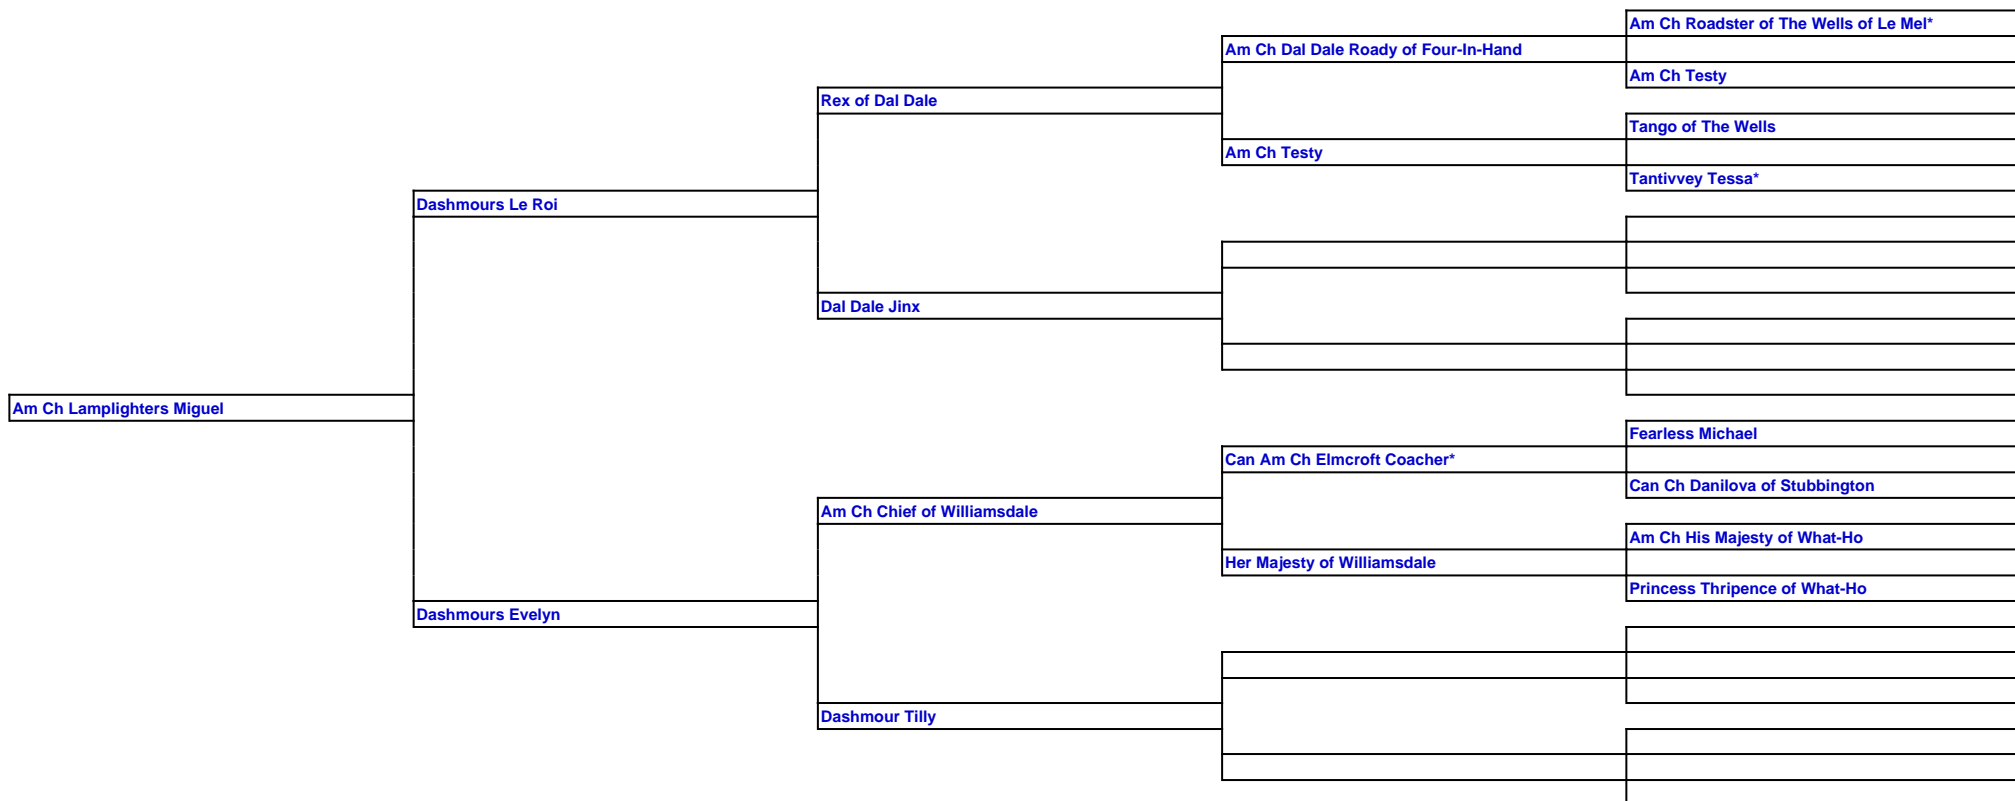 Am Ch Roadster of The Wells of Le Mel*
Am Ch Dal Dale Roady of Four-In-Hand
Am Ch Testy
Rex of Dal Dale
Tango of The Wells
Am Ch Testy
Tantivvey Tessa*
Dashmours Le Roi
Dal Dale Jinx
Am Ch Lamplighters Miguel
Fearless Michael
Can Am Ch Elmcroft Coacher*
Can Ch Danilova of Stubbington
Am Ch Chief of Williamsdale
Am Ch His Majesty of What-Ho
Her Majesty of Williamsdale
Princess Thripence of What-Ho
Dashmours Evelyn
Dashmour Tilly